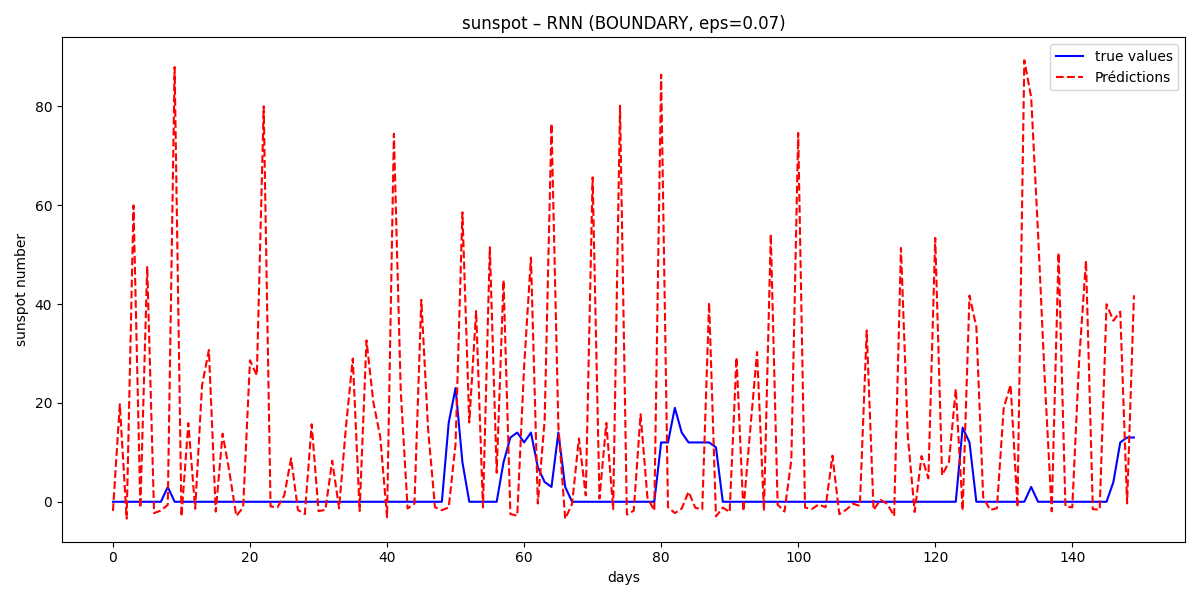 sunspot – RNN (BOUNDARY, eps=0.07)
true values
Prédictions
sunspot number
80
60
40
20
0
0 20 40 60 80 100 120 140
days